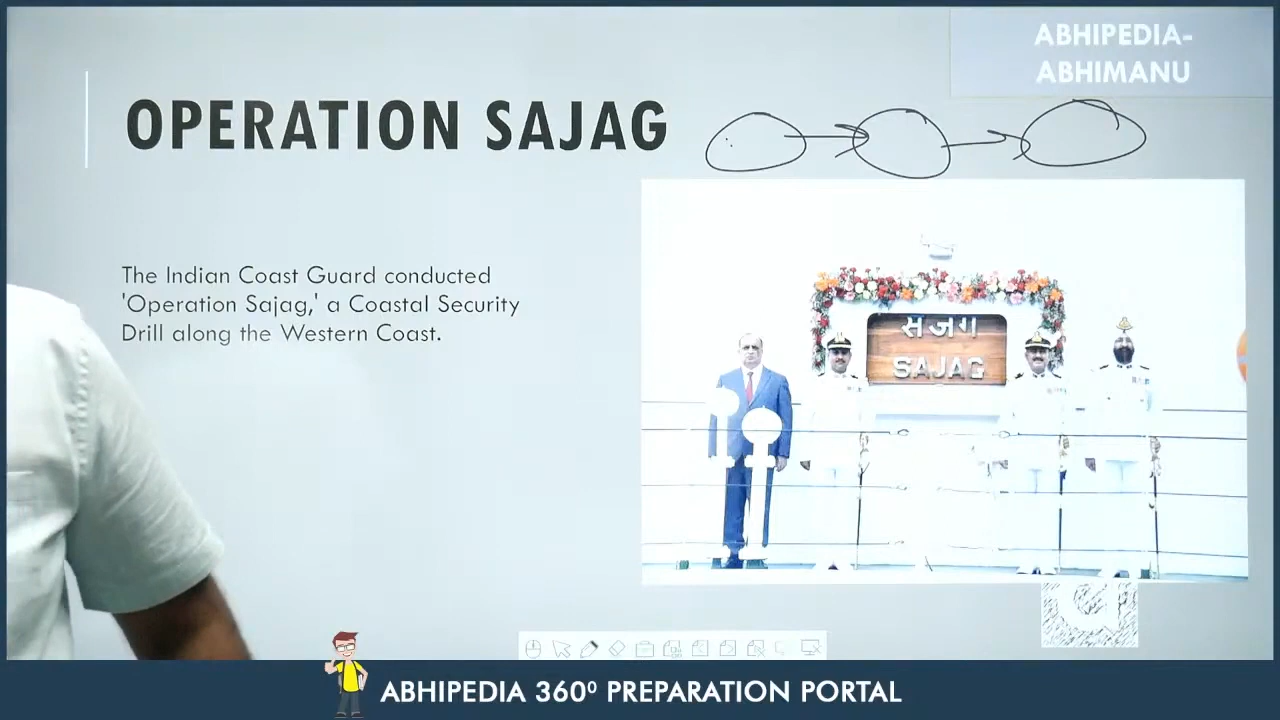 ABHIPEDIA-
ABHIMANU
OPERATION SAJAG
The Indian Coast Guard conducted
'Operation Sajag,' a Coastal Security
Drill along the Western Coast.
सजग
SAJAG
ABHIPEDIA 360⁰ PREPARATION PORTAL